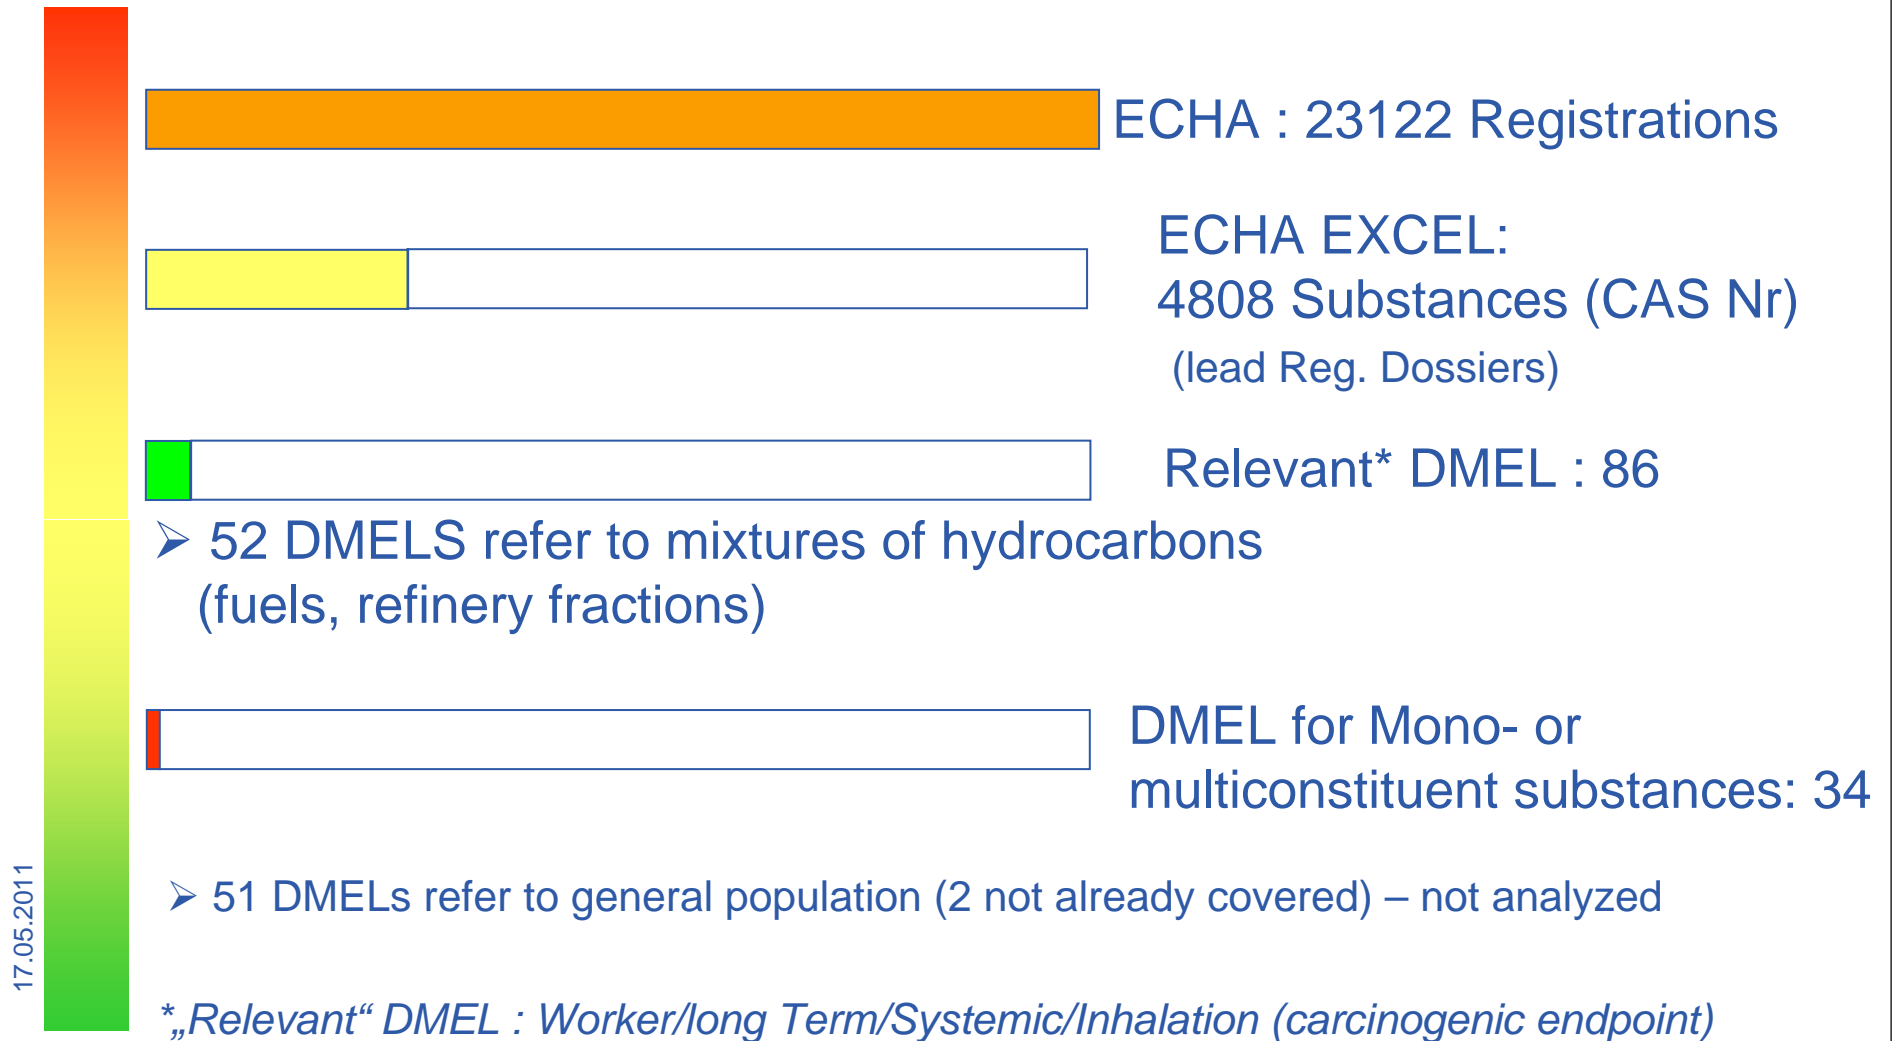 ECHA : 23122 Registrations
ECHA EXCEL:
4808 Substances (CAS Nr)
(lead Reg. Dossiers)
Relevant* DMEL : 86
➢ 52 DMELS refer to mixtures of hydrocarbons
(fuels, refinery fractions)
DMEL for Mono- or
multiconstituent substances: 34
➢ 51 DMELs refer to general population (2 not already covered) – not analyzed
*„Relevant“ DMEL : Worker/long Term/Systemic/Inhalation (carcinogenic endpoint)
17.05.2011